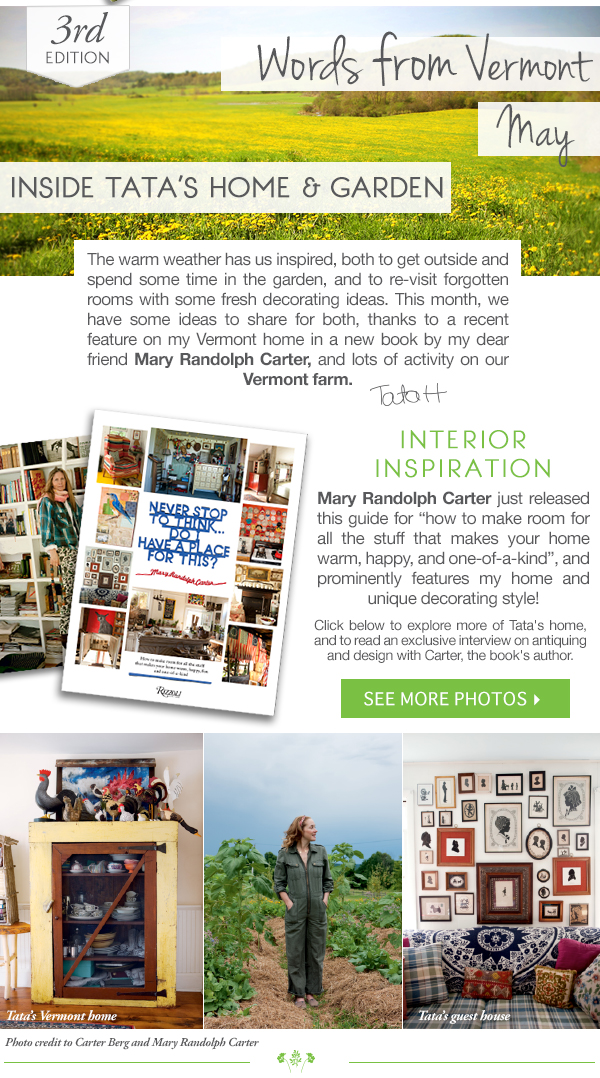 3rd
EDITION
Words from Vermont
May
INSIDE TATA'S HOME & GARDEN
The warm weather has us inspired, both to get outside and
spend some time in the garden, and to re-visit forgotten
rooms with some fresh decorating ideas. This month, we
have some ideas to share for both, thanks to a recent
feature on my Vermont home in a new book by my dear
friend Mary Randolph Carter, and lots of activity on our
Vermont farm.
Tata H
NEVER STOP
TO THINK...
DO I
HAVE A PLACE
FOR THIS?
Mary Randolph Carter
How to make room for all the stuff
that makes your home warm, happy, fun
and one-of-a-kind
RIZZOLI
INTERIOR
INSPIRATION
Mary Randolph Carter just released
this guide for “how to make room for
all the stuff that makes your home
warm, happy, and one-of-a-kind”, and
prominently features my home and
unique decorating style!
Click below to explore more of Tata's home,
and to read an exclusive interview on antiquing
and design with Carter, the book's author.
SEE MORE PHOTOS
Tata's Vermont home
Tata's guest house
Photo credit to Carter Berg and Mary Randolph Carter